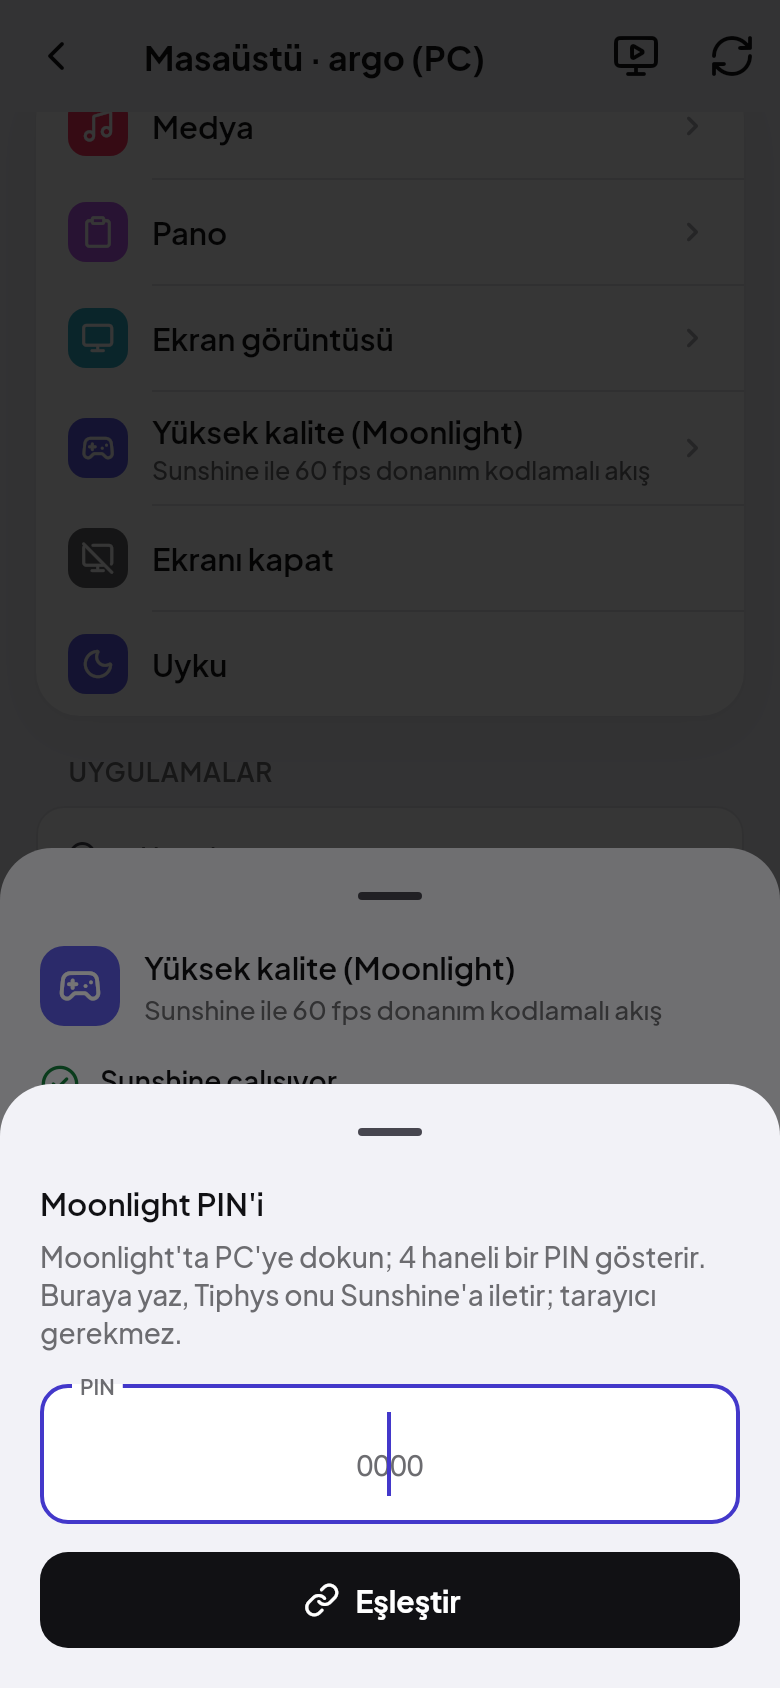 Masaüstü · argo (PC)
Medya
Pano
Ekran görüntüsü
Yüksek kalite (Moonlight)
Sunshine ile 60 fps donanım kodlamalı akış
Ekranı kapat
Uyku
UYGULAMALAR
Yüksek kalite (Moonlight)
Sunshine ile 60 fps donanım kodlamalı akış
Sunshine çalışıyor
Moonlight PIN'i
Moonlight'ta PC'ye dokun; 4 haneli bir PIN gösterir.
Buraya yaz, Tiphys onu Sunshine'a iletir; tarayıcı
gerekmez.
PIN
0000
Eşleştir